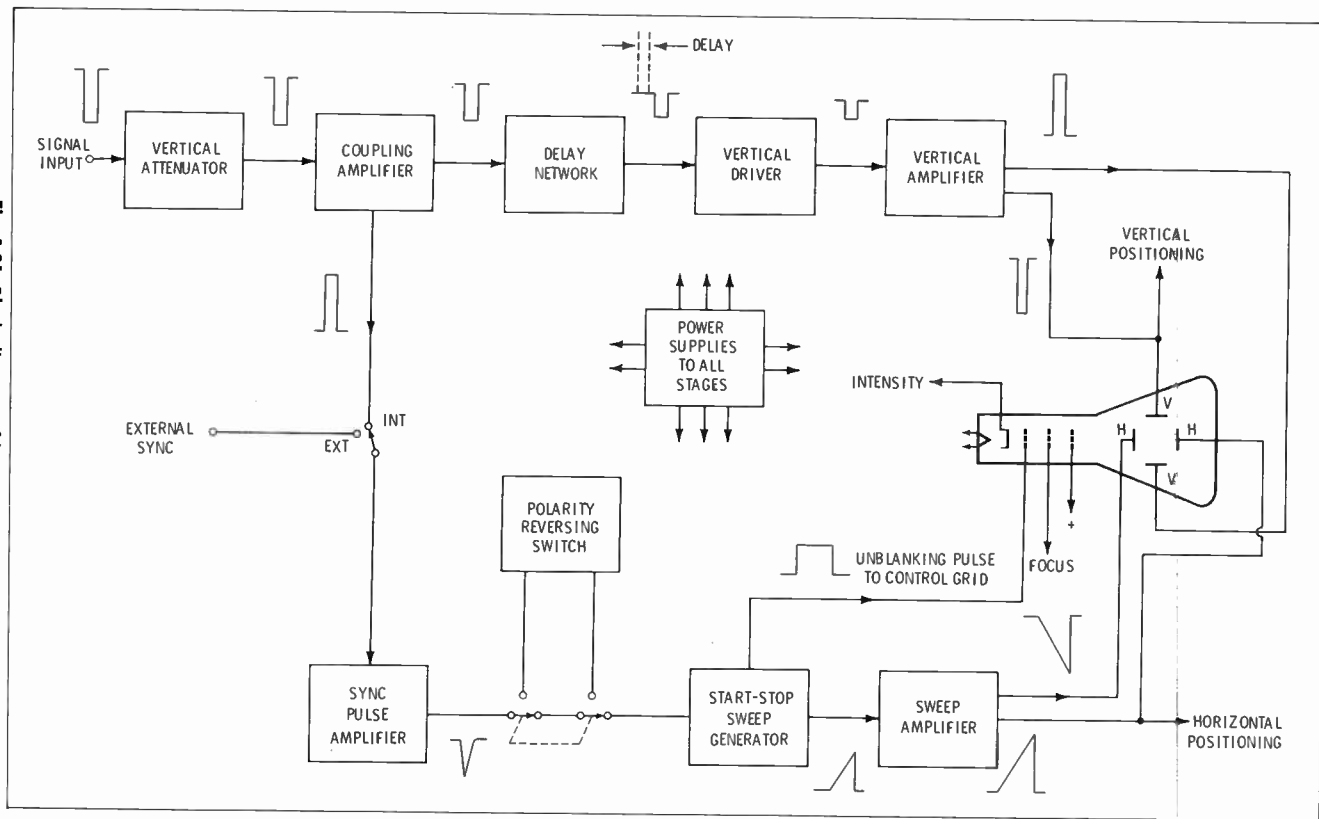 DELAY
SIGNAL
INPUT
VERTICAL
ATTENUATOR
COUPLING
AMPLIFIER
DELAY
NETWORK
VERTICAL
DRIVER
VERTICAL
AMPLIFIER
VERTICAL
POSITIONING
POWER
SUPPLIES
TO ALL
STAGES
INTENSITY
V
H
H
V
+
FOCUS
EXTERNAL
SYNC
INT
EXT
POLARITY
REVERSING
SWITCH
UNBLANKING PULSE
TO CONTROL GRID
SYNC
PULSE
AMPLIFIER
START-STOP
SWEEP
GENERATOR
SWEEP
AMPLIFIER
HORIZONTAL
POSITIONING